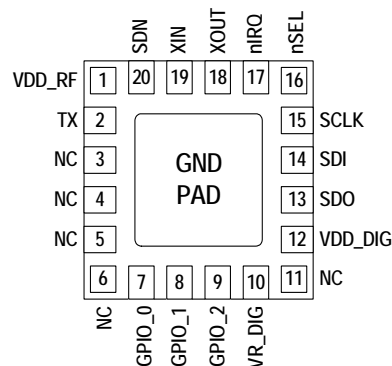 SDN XIN XOUT nIRQ nSEL
20 19 18 17 16
VDD_RF 1
TX 2 15 SCLK
NC 3 GND 14 SDI
NC 4 PAD 13 SDO
NC 5 12 VDD_DIG
6 7 8 9 10 11 NC
NC GPIO_0 GPIO_1 GPIO_2 VR_DIG